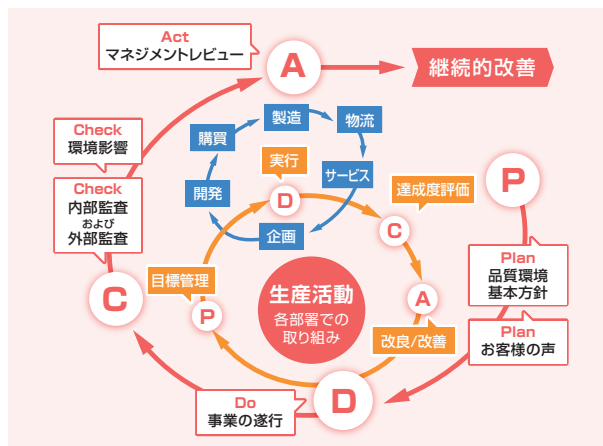 Act
マネジメントレビュー
A
継続的改善
Check
環境影響
Check
内部監査
および
外部監査
C
購買
製造
物流
サービス
企画
開発
実行
D
達成度評価
C
A
改良/改善
目標管理
P
生産活動
各部署での
取り組み
P
Plan
品質環境
基本方針
Plan
お客様の声
D
Do
事業の遂行